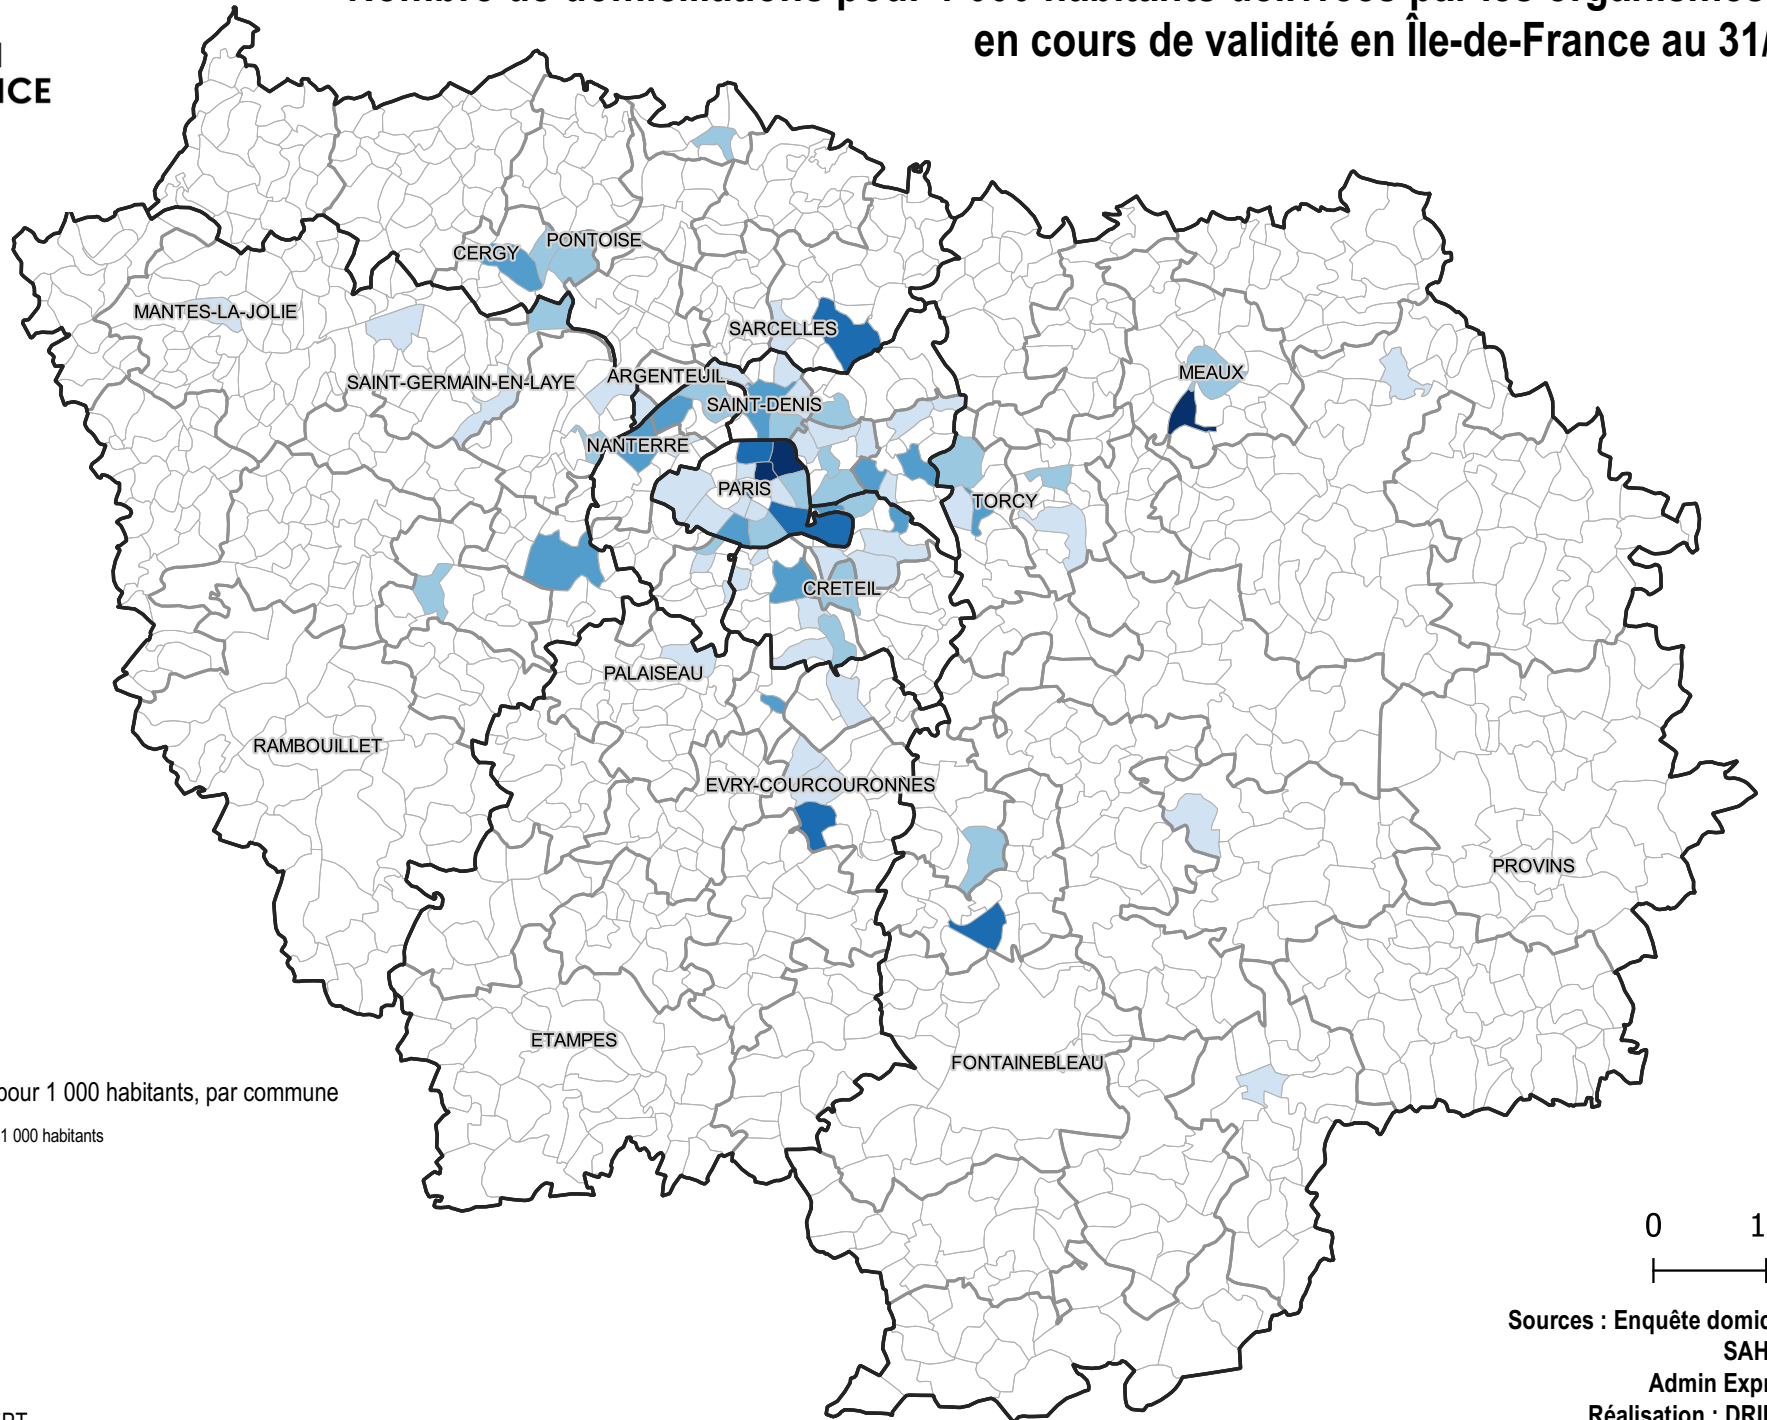 en cours de validité en Île-de-France au 31/
NCE
CERGY
PONTOISE
MANTES-LA-JOLIE
SARCELLES
SAINT-GERMAIN-EN-LAYE
ARGENTEUIL
MEAUX
SAINT-DENIS
NANTERRE
PARIS
TORCY
CRETEIL
PALAISEAU
RAMBOUILLET
EVRY-COURCOURONNES
PROVINS
ETAMPES
FONTAINEBLEAU
pour 1 000 habitants, par commune
1 000 habitants
0 1
Sources : Enquête domic
SAH
Admin Expr
Réalisation : DRI